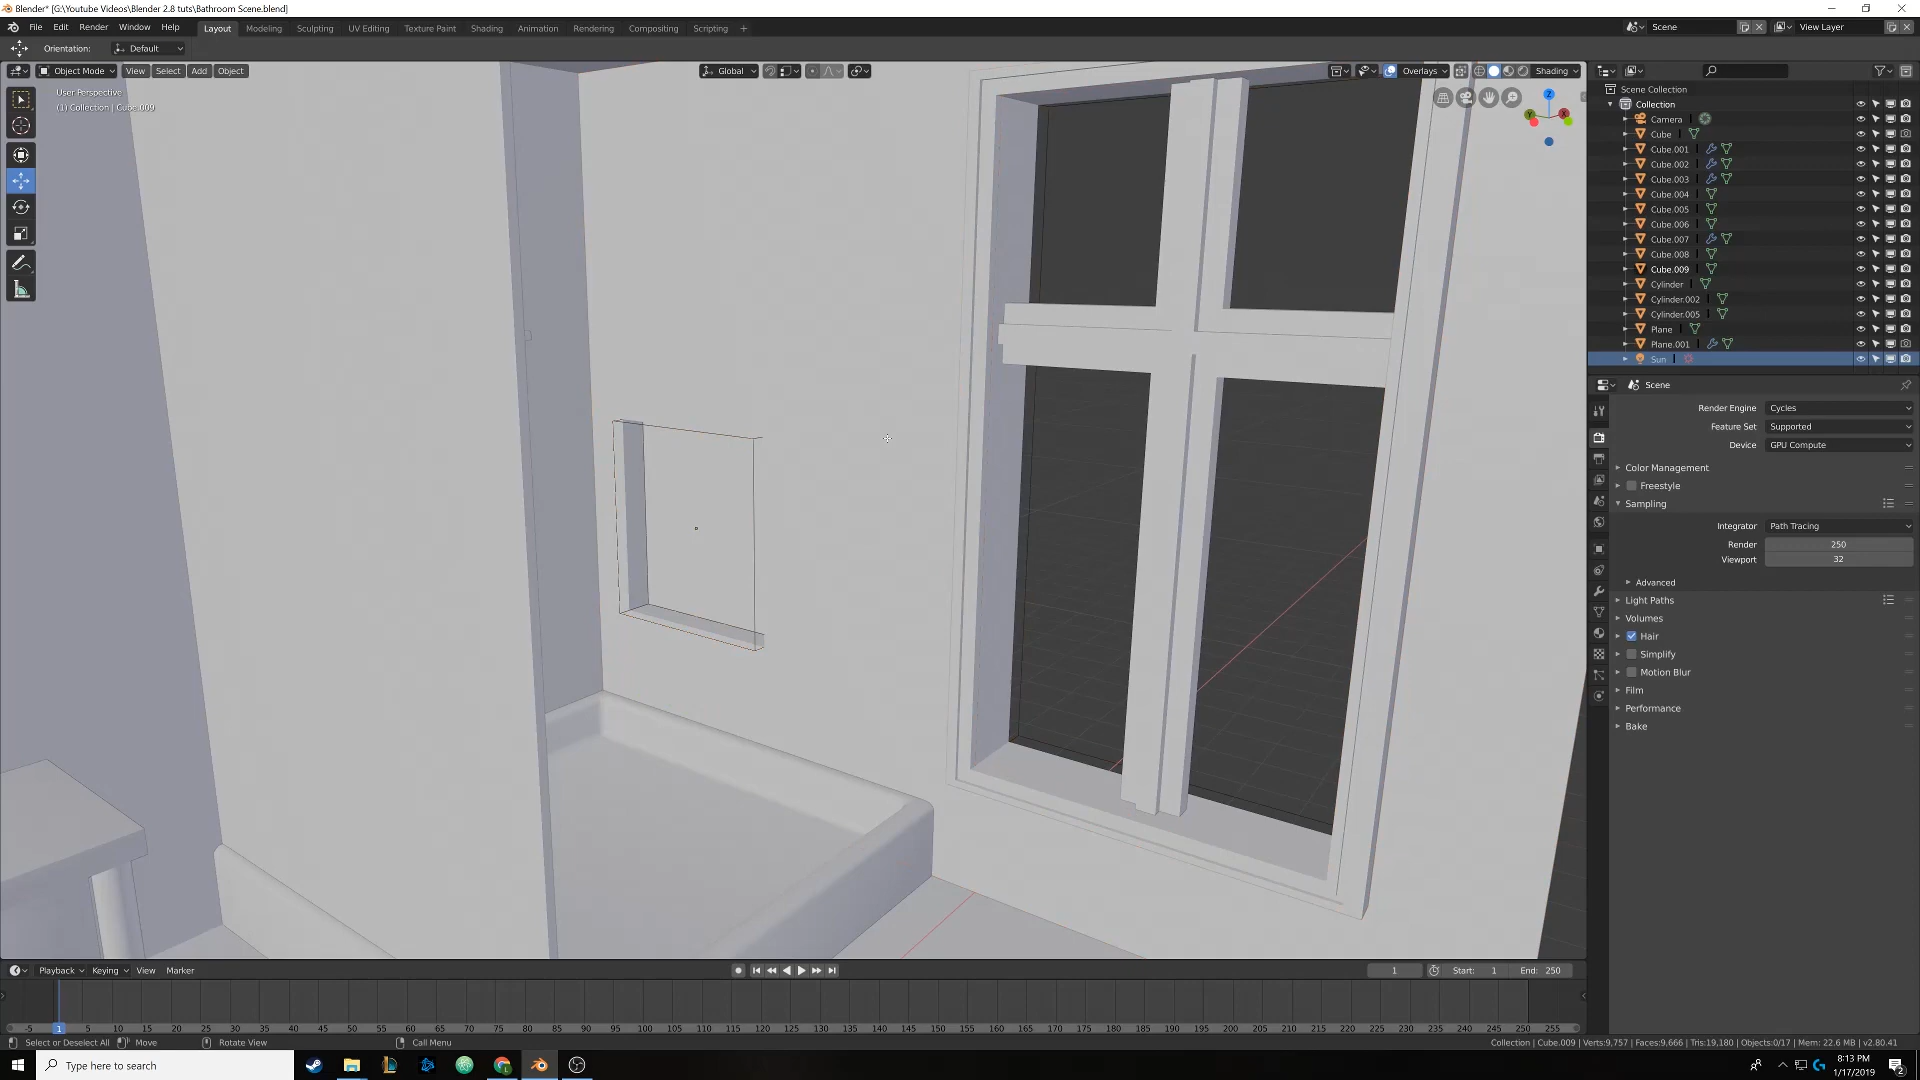 Blender* [G:\Youtube Videos\Blender 2.8 tuts\Bathroom Scene.blend]
File Edit Render Window Help Layout Modeling Sculpting UV Editing Texture Paint Shading Animation Rendering Compositing Scripting + Scene View Layer
Orientation: Default
Object Mode View Select Add Object Global Overlays Shading
User Perspective
(1) Collection | Cube.009
Scene Collection
Collection
Camera
Cube
Cube.001
Cube.002
Cube.003
Cube.004
Cube.005
Cube.006
Cube.007
Cube.008
Cube.009
Cylinder
Cylinder.002
Cylinder.005
Plane
Plane.001
Sun
Scene
Render Engine Cycles
Feature Set Supported
Device GPU Compute
Color Management
Freestyle
Sampling
Integrator Path Tracing
Render 250
Viewport 32
Advanced
Light Paths
Volumes
Hair
Simplify
Motion Blur
Film
Performance
Bake
Playback Keying View Marker 1 Start: 1 End: 250
-5 1 5 10 15 20 25 30 35 40 45 50 55 60 65 70 75 80 85 90 95 100 105 110 115 120 125 130 135 140 145 150 155 160 165 170 175 180 185 190 195 200 205 210 215 220 225 230 235 240 245 250 255
Select or Deselect All Move Rotate View Call Menu Collection | Cube.009 | Verts:9,757 | Faces:9,666 | Tris:19,180 | Objects:0/17 | Mem: 22.6 MB | v2.80.41
Type here to search
8:13 PM
1/17/2019